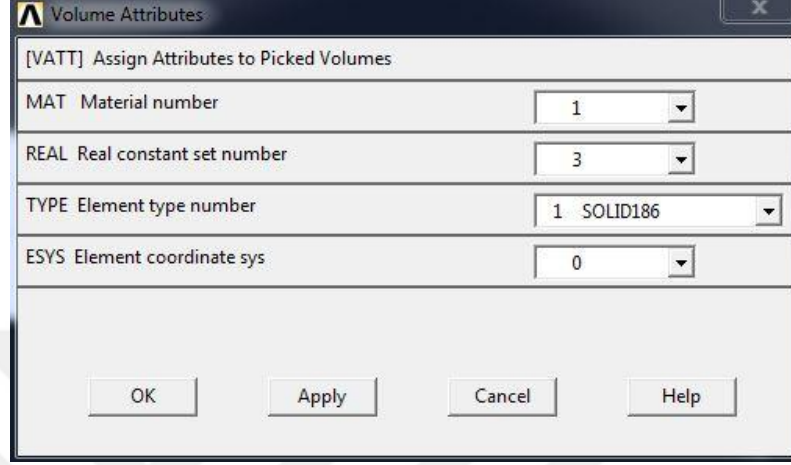 Volume Attributes
[VATT] Assign Attributes to Picked Volumes
MAT Material number 1
REAL Real constant set number 3
TYPE Element type number 1 SOLID186
ESYS Element coordinate sys 0
OK Apply Cancel Help